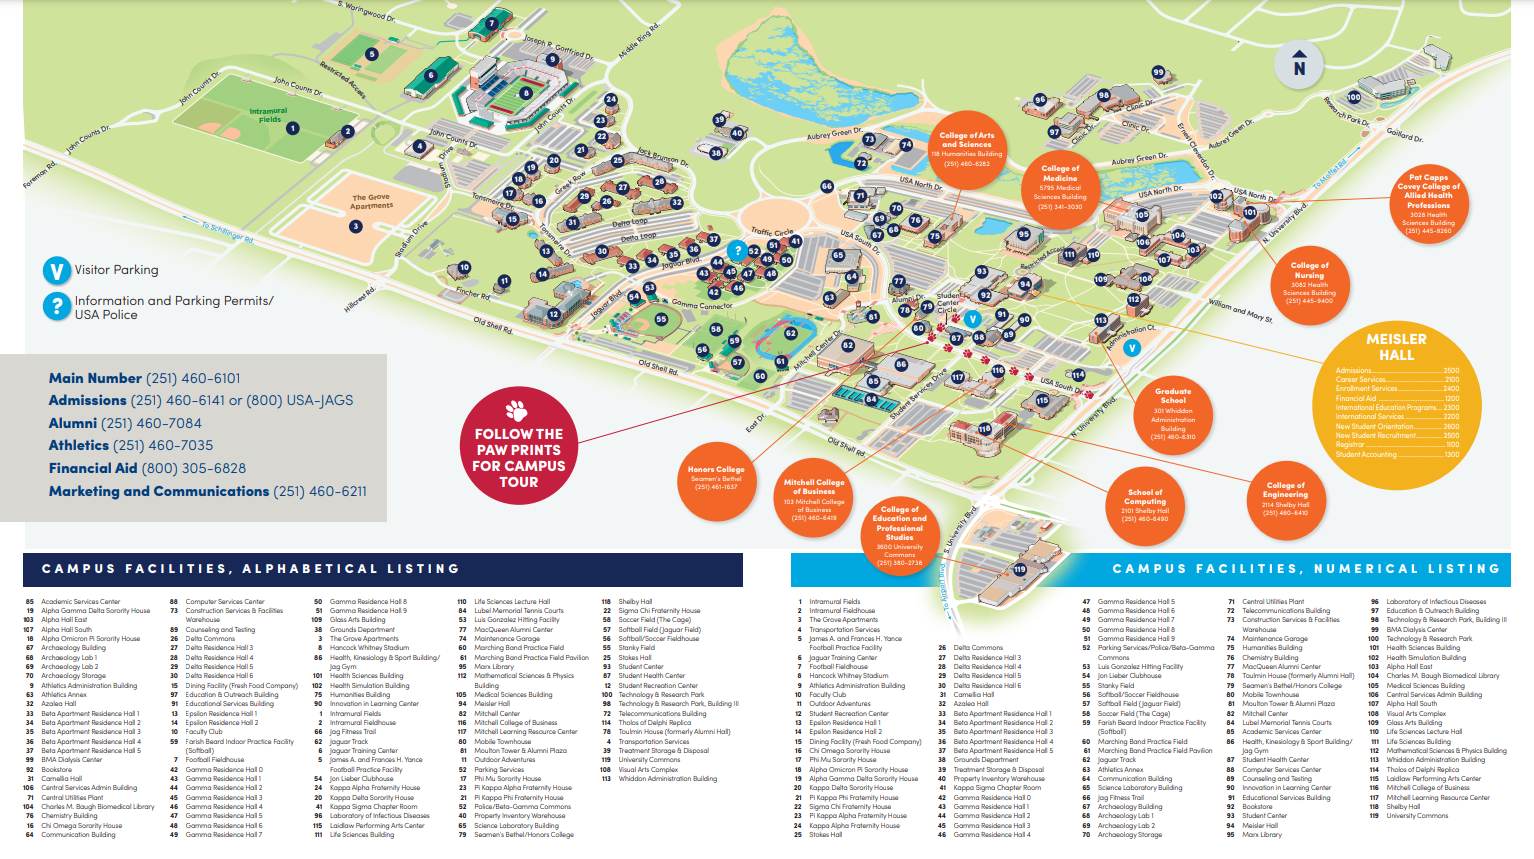 S. Waringwood Dr.
Joseph R. Gottfried Dr.
Middle Ring Rd.
Restricted Access
John Counts Dr.
John Counts Dr.
John Counts Dr.
John Counts Dr.
John Counts Dr.
Intramural
Fields
Foreman Rd.
Stadium Drive
Stadium Drive
The Grove
Apartments
To Schillinger Rd.
Hillcrest Rd.
Jack Brunson Dr.
Greek Row
Tonsmeire Dr.
Tonsmeire Dr.
Delta Loop
Delta Loop
Traffic Circle
Jaguar Blvd.
Jaguar Blvd.
Gamma Connector
Fincher Rd.
Old Shell Rd.
Old Shell Rd.
Old Shell Rd.
East Dr.
Mitchell Center Dr.
Student Services Drive
Aubrey Green Dr.
Aubrey Green Dr.
Aubrey Green Dr.
USA North Dr.
USA North Dr.
USA North Dr.
USA South Dr.
USA South Dr.
Alumni Dr.
Student
Center
Circle
Restricted Access
Clinic Dr.
Clinic Dr.
Clinic Dr.
Ernest Cleverdon Dr.
Research Park Dr.
Gaillard Dr.
To Moffett Rd.
N. University Blvd.
N. University Blvd.
S. University Blvd.
To Airport Blvd.
William and Mary St.
Administration Ct.
N
V Visitor Parking
? Information and Parking Permits/
USA Police
Main Number (251) 460-6101
Admissions (251) 460-6141 or (800) USA-JAGS
Alumni (251) 460-7084
Athletics (251) 460-7035
Financial Aid (800) 305-6828
Marketing and Communications (251) 460-6211
FOLLOW THE
PAW PRINTS
FOR CAMPUS
TOUR
College of Arts
and Sciences
118 Humanities Building
(251) 460-6282
College of
Medicine
5795 Medical
Sciences Building
(251) 341-3030
Pat Capps
Covey College of
Allied Health
Professions
3028 Health
Sciences Building
(251) 445-9260
College of
Nursing
3082 Health
Sciences Building
(251) 445-9400
MEISLER
HALL
Admissions 2500
Career Services 2100
Enrollment Services 2400
Financial Aid 1200
International Education Programs 2300
International Services 2200
New Student Orientation 2600
New Student Recruitment 2500
Registrar 1100
Student Accounting 1300
Graduate
School
301 Whiddon
Administration
Building
(251) 460-6310
Honors College
Seamen's Bethel
(251) 461-1637
Mitchell College
of Business
103 Mitchell College
of Business
(251) 460-6419
College of
Education and
Professional
Studies
3600 University
Commons
(251) 380-2738
School of
Computing
2101 Shelby Hall
(251) 460-6490
College of
Engineering
2114 Shelby Hall
(251) 460-6410
CAMPUS FACILITIES, ALPHABETICAL LISTING
85 Academic Services Center
19 Alpha Gamma Delta Sorority House
103 Alpha Hall East
107 Alpha Hall South
18 Alpha Omicron Pi Sorority House
67 Archaeology Building
68 Archaeology Lab 1
69 Archaeology Lab 2
70 Archaeology Storage
9 Athletics Administration Building
63 Athletics Annex
32 Azalea Hall
33 Beta Apartment Residence Hall 1
34 Beta Apartment Residence Hall 2
35 Beta Apartment Residence Hall 3
36 Beta Apartment Residence Hall 4
37 Beta Apartment Residence Hall 5
99 BMA Dialysis Center
92 Bookstore
31 Camellia Hall
106 Central Services Admin Building
71 Central Utilities Plant
104 Charles M. Baugh Biomedical Library
76 Chemistry Building
16 Chi Omega Sorority House
64 Communication Building
88 Computer Services Center
73 Construction Services & Facilities
Warehouse
89 Counseling and Testing
26 Delta Commons
27 Delta Residence Hall 3
28 Delta Residence Hall 4
29 Delta Residence Hall 5
30 Delta Residence Hall 6
15 Dining Facility (Fresh Food Company)
97 Education & Outreach Building
91 Educational Services Building
13 Epsilon Residence Hall 1
14 Epsilon Residence Hall 2
10 Faculty Club
59 Farish Beard Indoor Practice Facility
(Softball)
7 Football Fieldhouse
42 Gamma Residence Hall 0
43 Gamma Residence Hall 1
44 Gamma Residence Hall 2
45 Gamma Residence Hall 3
46 Gamma Residence Hall 4
47 Gamma Residence Hall 5
48 Gamma Residence Hall 6
49 Gamma Residence Hall 7
50 Gamma Residence Hall 8
51 Gamma Residence Hall 9
109 Glass Arts Building
38 Grounds Department
3 The Grove Apartments
8 Hancock Whitney Stadium
86 Health, Kinesiology & Sport Building/
Jag Gym
101 Health Sciences Building
102 Health Simulation Building
75 Humanities Building
90 Innovation in Learning Center
1 Intramural Fields
2 Intramural Fieldhouse
66 Jag Fitness Trail
62 Jaguar Track
6 Jaguar Training Center
5 James A. and Frances H. Yance
Football Practice Facility
54 Jon Lieber Clubhouse
24 Kappa Alpha Fraternity House
20 Kappa Delta Sorority House
41 Kappa Sigma Chapter Room
96 Laboratory of Infectious Diseases
115 Laidlaw Performing Arts Center
111 Life Sciences Building
110 Life Sciences Lecture Hall
84 Lubel Memorial Tennis Courts
53 Luis Gonzalez Hitting Facility
77 MacQueen Alumni Center
74 Maintenance Garage
60 Marching Band Practice Field
61 Marching Band Practice Field Pavilion
95 Marx Library
112 Mathematical Sciences & Physics
Building
105 Medical Sciences Building
94 Meisler Hall
82 Mitchell Center
116 Mitchell College of Business
117 Mitchell Learning Resource Center
80 Mobile Townhouse
81 Moulton Tower & Alumni Plaza
11 Outdoor Adventures
52 Parking Services
17 Phi Mu Sorority House
23 Pi Kappa Alpha Fraternity House
21 Pi Kappa Phi Fraternity House
52 Police/Beta-Gamma Commons
40 Property Inventory Warehouse
65 Science Laboratory Building
79 Seamen's Bethel/Honors College
118 Shelby Hall
22 Sigma Chi Fraternity House
58 Soccer Field (The Cage)
57 Softball Field (Jaguar Field)
56 Softball/Soccer Fieldhouse
55 Stanky Field
25 Stokes Hall
93 Student Center
87 Student Health Center
12 Student Recreation Center
100 Technology & Research Park
98 Technology & Research Park, Building III
72 Telecommunications Building
114 Tholos of Delphi Replica
78 Toulmin House (formerly Alumni Hall)
4 Transportation Services
39 Treatment Storage & Disposal
119 University Commons
108 Visual Arts Complex
113 Whiddon Administration Building
CAMPUS FACILITIES, NUMERICAL LISTING
1 Intramural Fields
2 Intramural Fieldhouse
3 The Grove Apartments
4 Transportation Services
5 James A. and Frances H. Yance
Football Practice Facility
6 Jaguar Training Center
7 Football Fieldhouse
8 Hancock Whitney Stadium
9 Athletics Administration Building
10 Faculty Club
11 Outdoor Adventures
12 Student Recreation Center
13 Epsilon Residence Hall 1
14 Epsilon Residence Hall 2
15 Dining Facility (Fresh Food Company)
16 Chi Omega Sorority House
17 Phi Mu Sorority House
18 Alpha Omicron Pi Sorority House
19 Alpha Gamma Delta Sorority House
20 Kappa Delta Sorority House
21 Pi Kappa Phi Fraternity House
22 Sigma Chi Fraternity House
23 Pi Kappa Alpha Fraternity House
24 Kappa Alpha Fraternity House
25 Stokes Hall
26 Delta Commons
27 Delta Residence Hall 3
28 Delta Residence Hall 4
29 Delta Residence Hall 5
30 Delta Residence Hall 6
31 Camellia Hall
32 Azalea Hall
33 Beta Apartment Residence Hall 1
34 Beta Apartment Residence Hall 2
35 Beta Apartment Residence Hall 3
36 Beta Apartment Residence Hall 4
37 Beta Apartment Residence Hall 5
38 Grounds Department
39 Treatment Storage & Disposal
40 Property Inventory Warehouse
41 Kappa Sigma Chapter Room
42 Gamma Residence Hall 0
43 Gamma Residence Hall 1
44 Gamma Residence Hall 2
45 Gamma Residence Hall 3
46 Gamma Residence Hall 4
47 Gamma Residence Hall 5
48 Gamma Residence Hall 6
49 Gamma Residence Hall 7
50 Gamma Residence Hall 8
51 Gamma Residence Hall 9
52 Parking Services/Police/Beta-Gamma
Commons
53 Luis Gonzalez Hitting Facility
54 Jon Lieber Clubhouse
55 Stanky Field
56 Softball/Soccer Fieldhouse
57 Softball Field (Jaguar Field)
58 Soccer Field (The Cage)
59 Farish Beard Indoor Practice Facility
(Softball)
60 Marching Band Practice Field
61 Marching Band Practice Field Pavilion
62 Jaguar Track
63 Athletics Annex
64 Communication Building
65 Science Laboratory Building
66 Jag Fitness Trail
67 Archaeology Building
68 Archaeology Lab 1
69 Archaeology Lab 2
70 Archaeology Storage
71 Central Utilities Plant
72 Telecommunications Building
73 Construction Services & Facilities
Warehouse
74 Maintenance Garage
75 Humanities Building
76 Chemistry Building
77 MacQueen Alumni Center
78 Toulmin House (formerly Alumni Hall)
79 Seamen's Bethel/Honors College
80 Mobile Townhouse
81 Moulton Tower & Alumni Plaza
82 Mitchell Center
84 Lubel Memorial Tennis Courts
85 Academic Services Center
86 Health, Kinesiology & Sport Building/
Jag Gym
87 Student Health Center
88 Computer Services Center
89 Counseling and Testing
90 Innovation in Learning Center
91 Educational Services Building
92 Bookstore
93 Student Center
94 Meisler Hall
95 Marx Library
96 Laboratory of Infectious Diseases
97 Education & Outreach Building
98 Technology & Research Park, Building III
99 BMA Dialysis Center
100 Technology & Research Park
101 Health Sciences Building
102 Health Simulation Building
103 Alpha Hall East
104 Charles M. Baugh Biomedical Library
105 Medical Sciences Building
106 Central Services Admin Building
107 Alpha Hall South
108 Visual Arts Complex
109 Glass Arts Building
110 Life Sciences Lecture Hall
111 Life Sciences Building
112 Mathematical Sciences & Physics Building
113 Whiddon Administration Building
114 Tholos of Delphi Replica
115 Laidlaw Performing Arts Center
116 Mitchell College of Business
117 Mitchell Learning Resource Center
118 Shelby Hall
119 University Commons